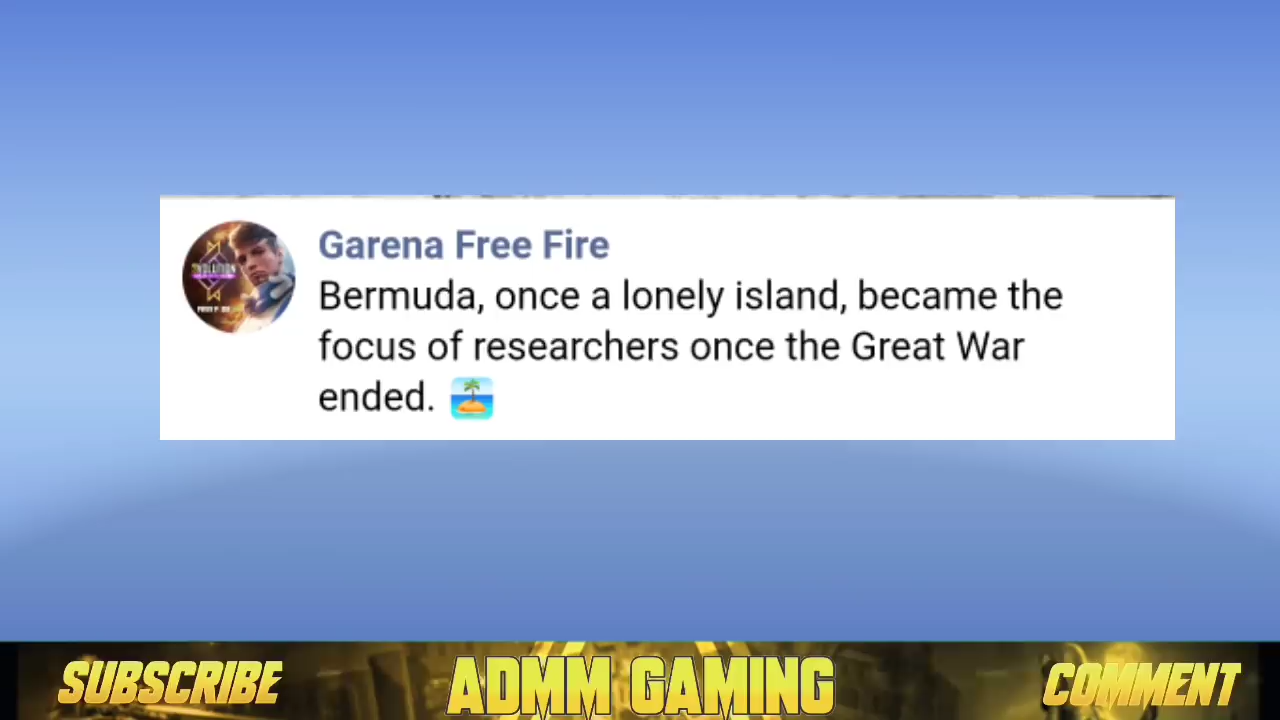 Garena Free Fire
Bermuda, once a lonely island, became the
focus of researchers once the Great War
ended. 🏝️
SUBSCRIBE
ADMM GAMING
COMMENT